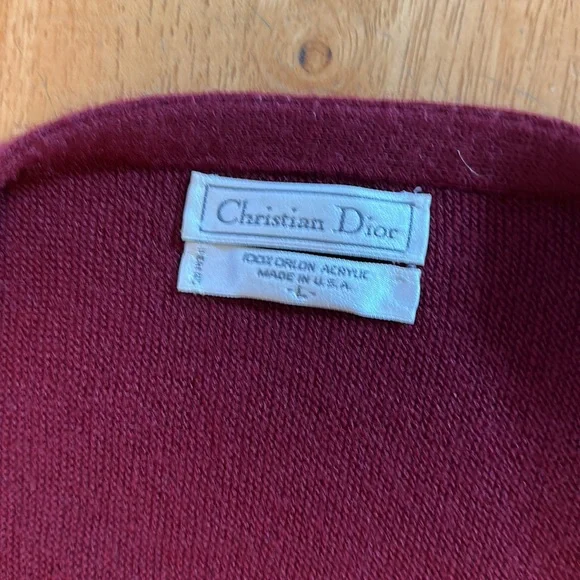 Christian Dior
100% ORLON ACRYLIC
MADE IN U.S.A.
-L-